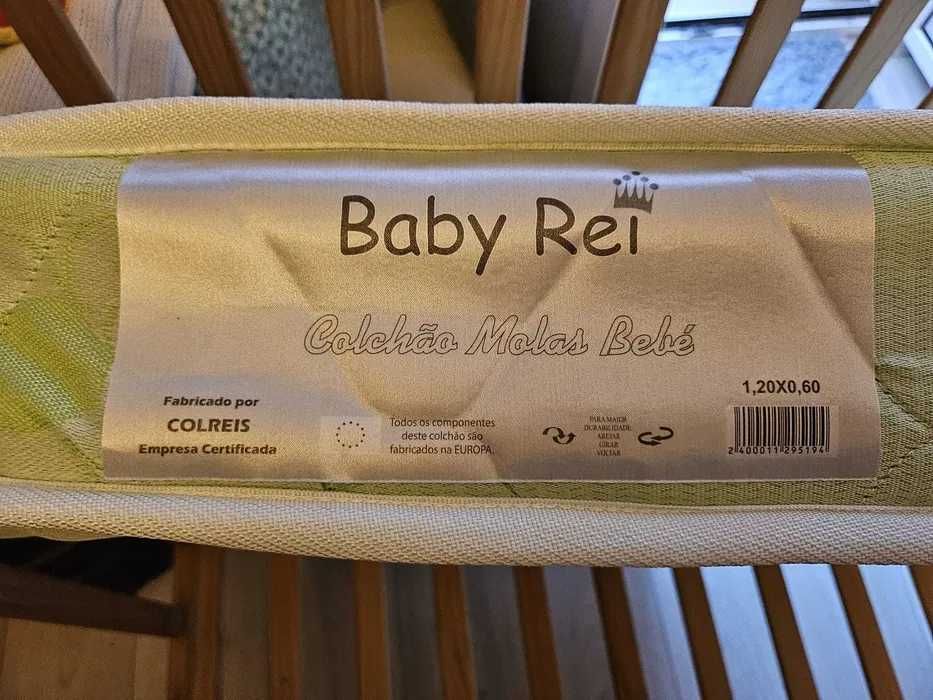 Baby Rei
Colchão Molas Bebé
1,20X0,60
Fabricado por
COLREIS
Empresa Certificada
Todos os componentes
deste colchão são
fabricados na EUROPA.
PARA MAIOR
DURABILIDADE
AREJAR
GIRAR
VOLTAR
2 400011 295194